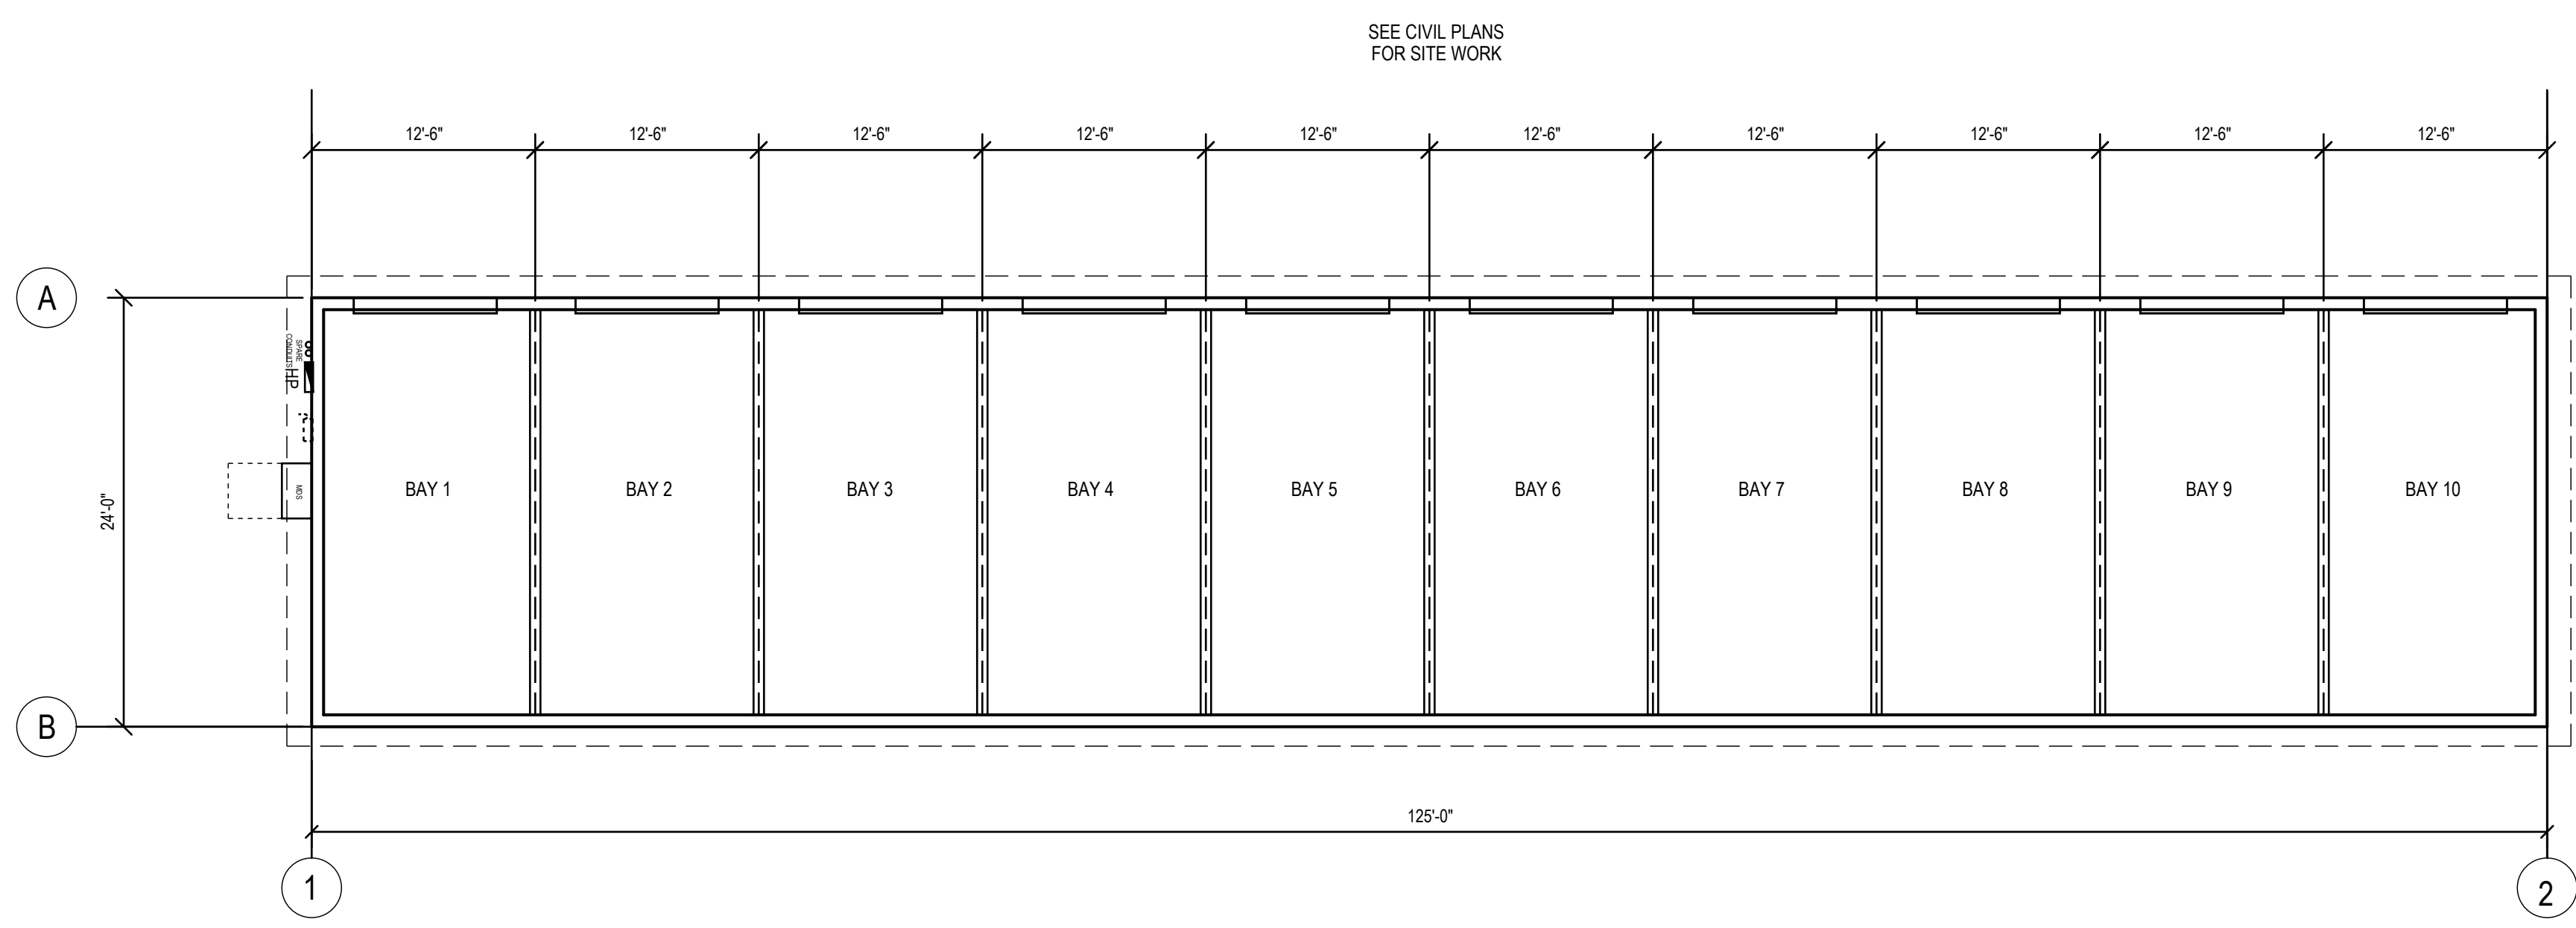 SEE CIVIL PLANS
FOR SITE WORK
12'-6" 12'-6" 12'-6" 12'-6" 12'-6" 12'-6" 12'-6" 12'-6" 12'-6" 12'-6"
A
SPARE
CONDUITS
HP
MDS
24'-0"
BAY 1 BAY 2 BAY 3 BAY 4 BAY 5 BAY 6 BAY 7 BAY 8 BAY 9 BAY 10
B
125'-0"
1 2